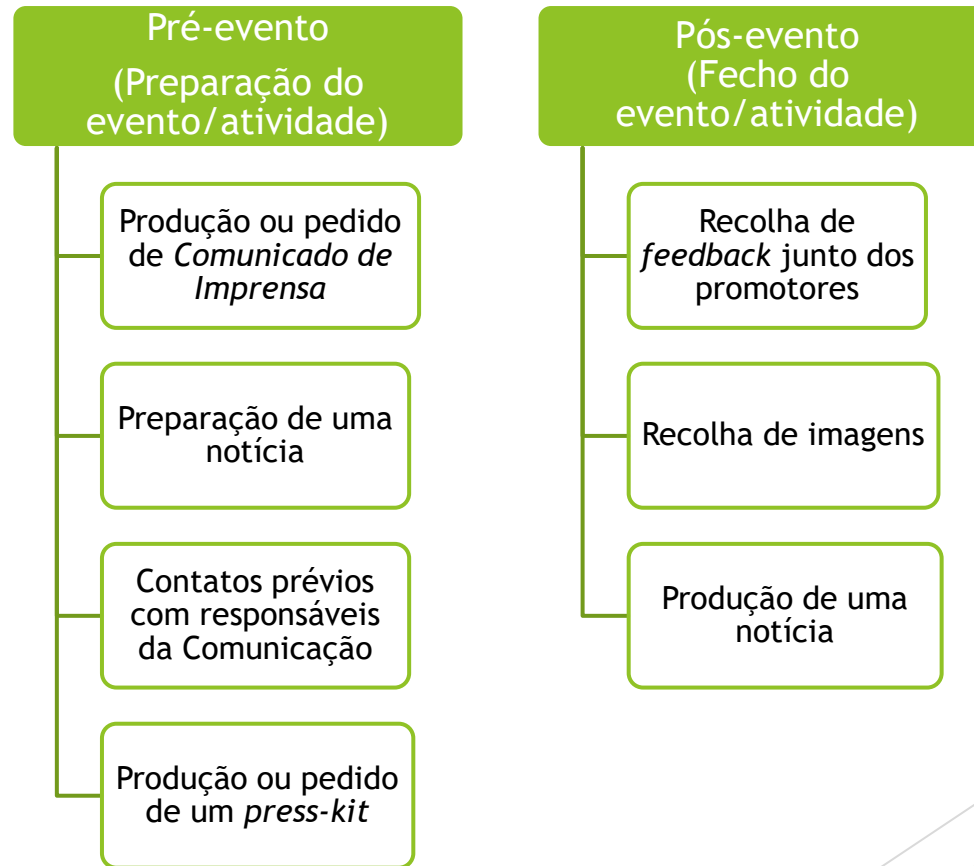 Pré-evento
(Preparação do
evento/atividade)
Produção ou pedido
de Comunicado de
Imprensa
Preparação de uma
notícia
Contatos prévios
com responsáveis
da Comunicação
Produção ou pedido
de um press-kit
Pós-evento
(Fecho do
evento/atividade)
Recolha de
feedback junto dos
promotores
Recolha de imagens
Produção de uma
notícia